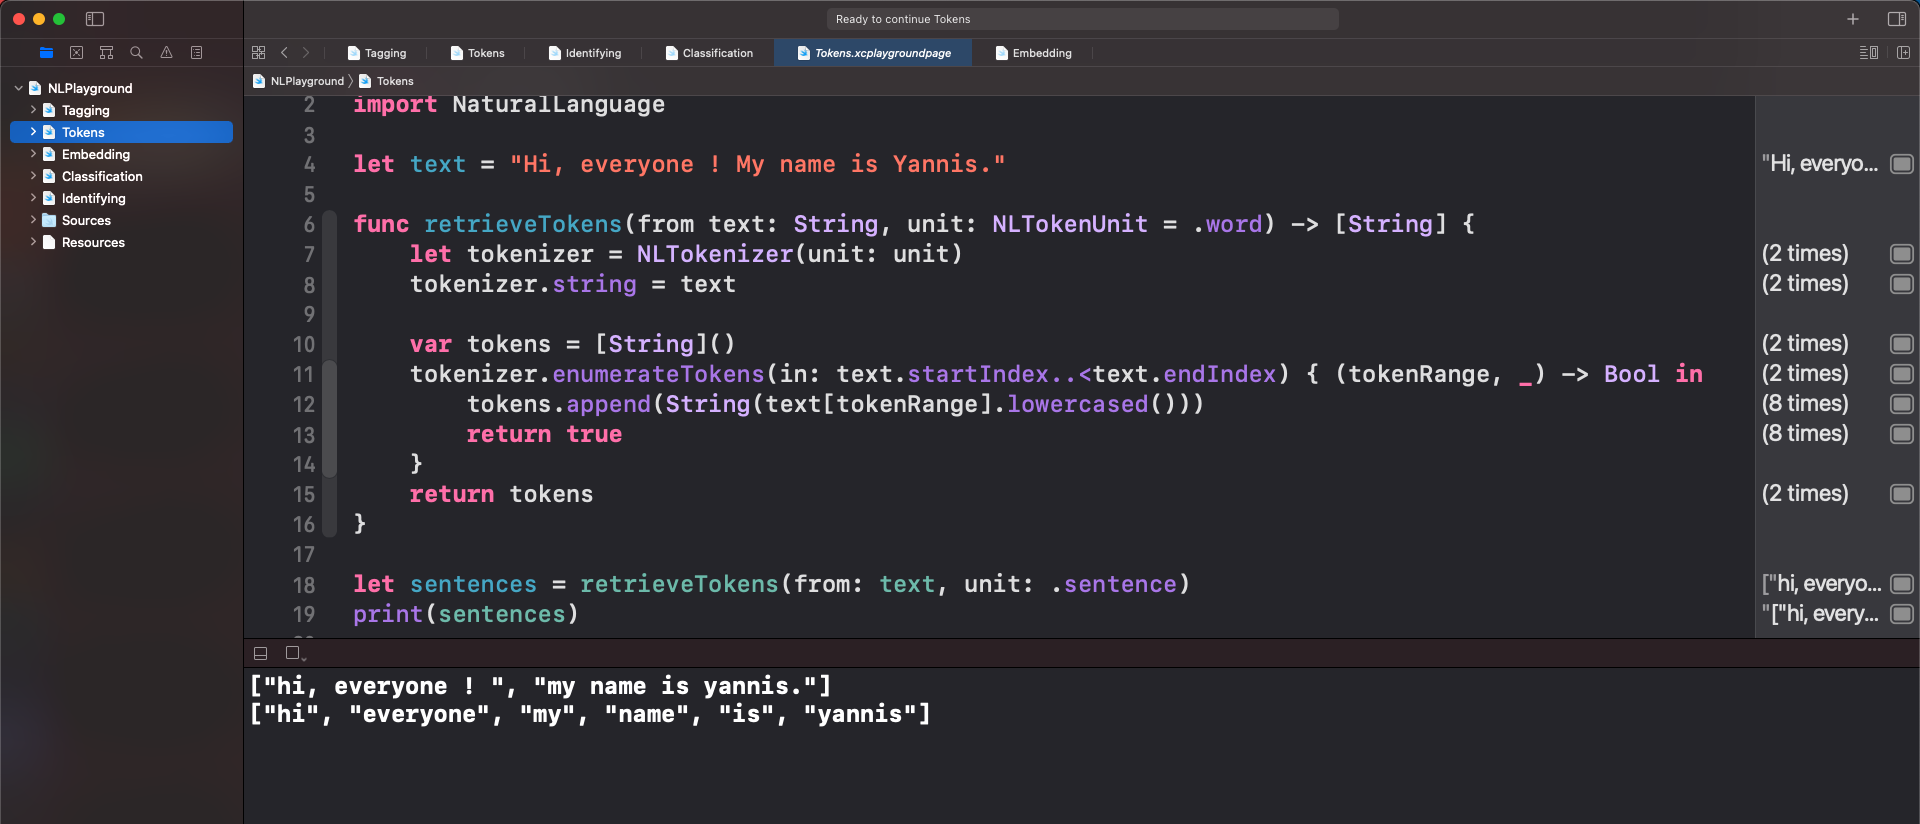 Ready to continue Tokens
Tagging
Tokens
Identifying
Classification
Tokens.xcplaygroundpage
Embedding
NLPlayground
Tokens
NLPlayground
Tagging
Tokens
Embedding
Classification
Identifying
Sources
Resources
2 import NaturalLanguage
3
4 let text = "Hi, everyone ! My name is Yannis." "Hi, everyo...
5
6 func retrieveTokens(from text: String, unit: NLTokenUnit = .word) -> [String] {
7 let tokenizer = NLTokenizer(unit: unit) (2 times)
8 tokenizer.string = text (2 times)
9
10 var tokens = [String]() (2 times)
11 tokenizer.enumerateTokens(in: text.startIndex..<text.endIndex) { (tokenRange, _) -> Bool in (2 times)
12 tokens.append(String(text[tokenRange].lowercased())) (8 times)
13 return true (8 times)
14 }
15 return tokens (2 times)
16 }
17
18 let sentences = retrieveTokens(from: text, unit: .sentence) ["hi, everyo...
19 print(sentences) "["hi, every...
["hi, everyone ! ", "my name is yannis."]
["hi", "everyone", "my", "name", "is", "yannis"]